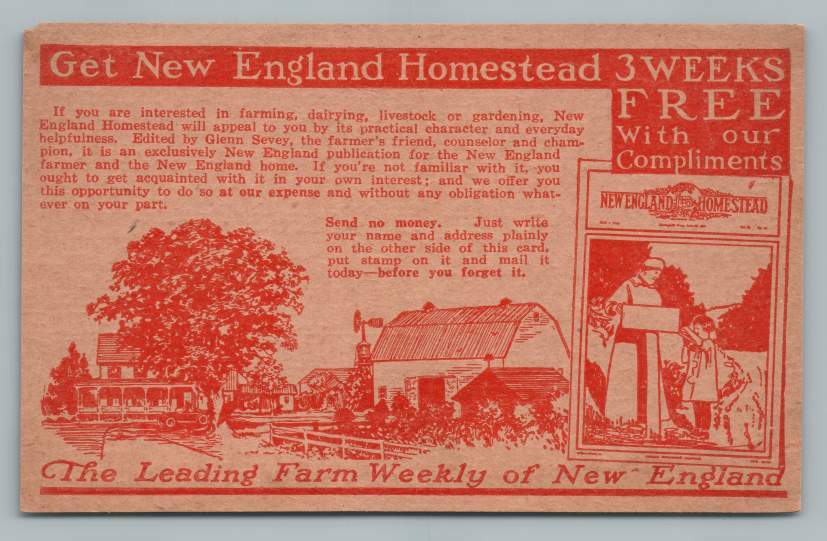 Get New England Homestead 3 WEEKS
FREE
With our
Compliments
If you are interested in farming, dairying, livestock or gardening, New
England Homestead will appeal to you by its practical character and everyday
helpfulness. Edited by Glenn Sevey, the farmer's friend, counselor and cham-
pion, it is an exclusively New England publication for the New England
farmer and the New England home. If you're not familiar with it, you
ought to get acquainted with it in your own interest; and we offer you
this opportunity to do so at our expense and without any obligation what-
ever on your part.
Send no money. Just write
your name and address plainly
on the other side of this card,
put stamp on it and mail it
today—before you forget it.
NEW ENGLAND HOMESTEAD
The Leading Farm Weekly of New England